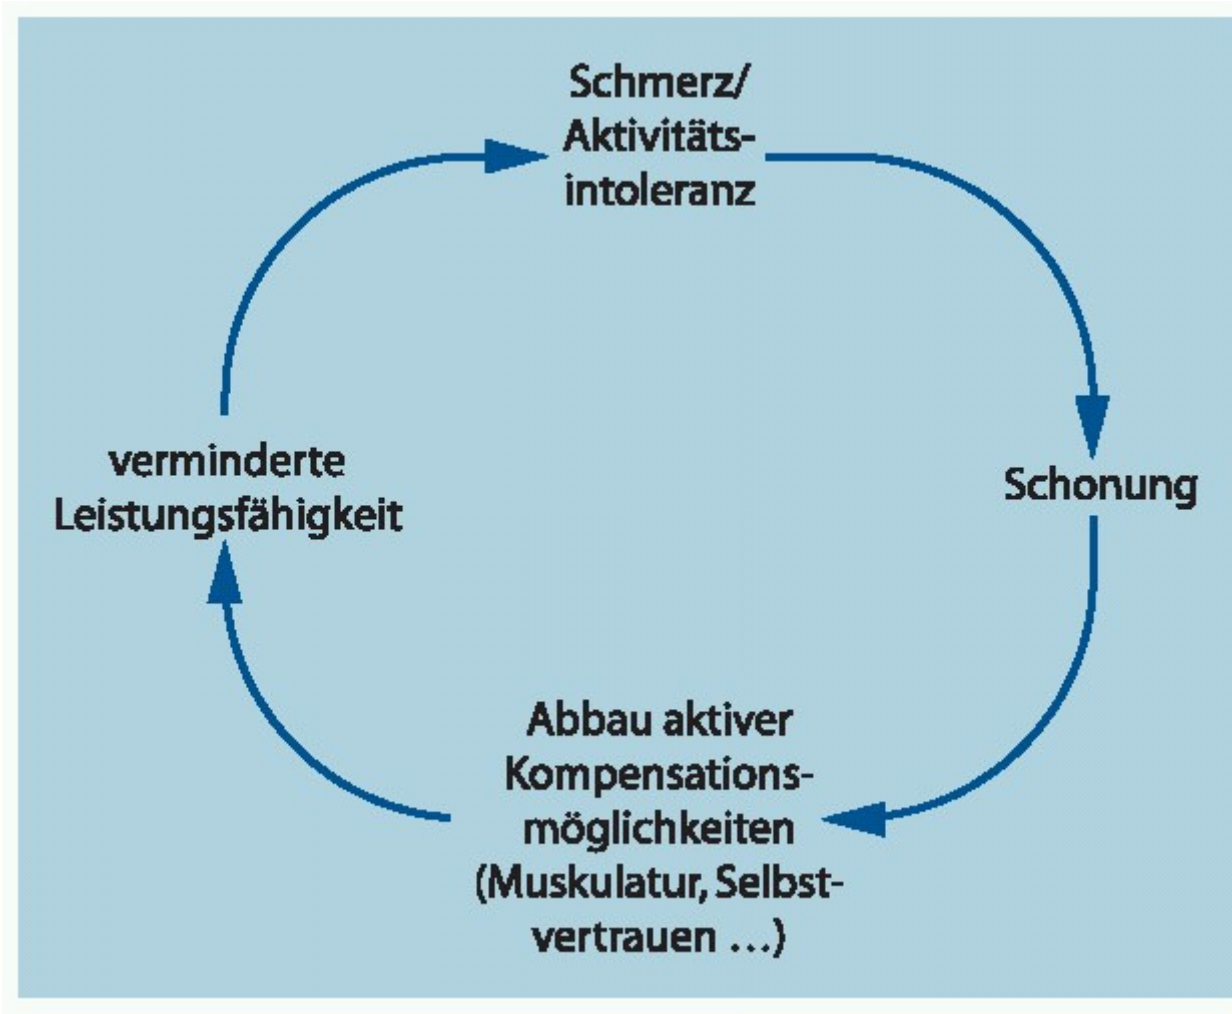 Schmerz/
Aktivitäts-
intoleranz
verminderte
Leistungsfähigkeit
Schonung
Abbau aktiver
Kompensations-
möglichkeiten
(Muskulatur, Selbst-
vertrauen …)